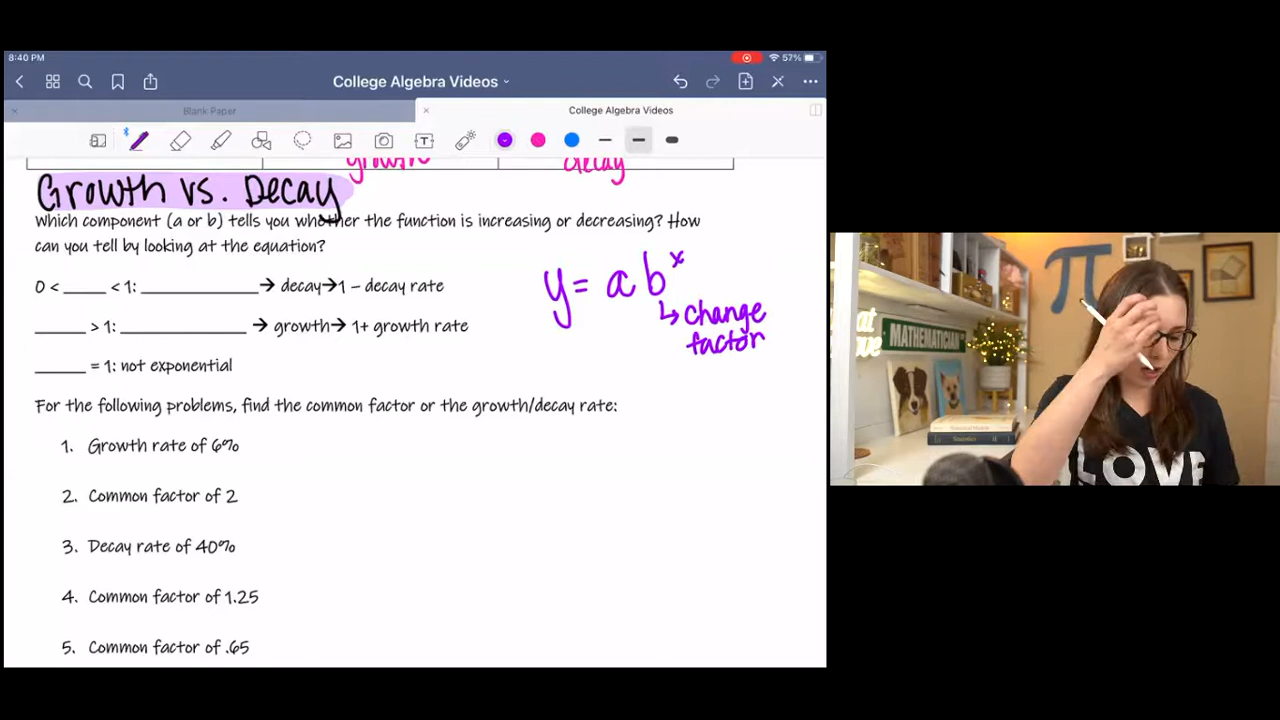 8:40 PM
57%
College Algebra Videos
Blank Paper
College Algebra Videos
growth
decay
Growth vs. Decay
Which component (a or b) tells you whether the function is increasing or decreasing? How
can you tell by looking at the equation?
0 < _____ < 1: ______________→ decay→1 – decay rate
______ > 1: _______________ → growth→ 1+ growth rate
______ = 1: not exponential
y = a b^x
↳ change
factor
For the following problems, find the common factor or the growth/decay rate:
1. Growth rate of 6%
2. Common factor of 2
3. Decay rate of 40%
4. Common factor of 1.25
5. Common factor of .65
MATHEMATICIAN
π
LOVE
Statistics